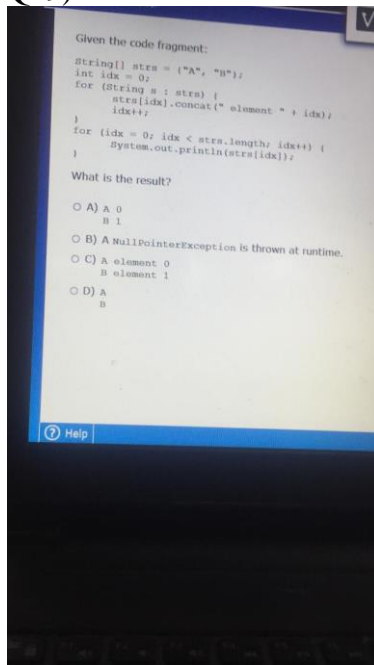 Given the code fragment:
String[] strs = {"A", "B"};
int idx = 0;
for (String s : strs) {
strs[idx].concat(" element " + idx);
idx++;
}
for (idx = 0; idx < strs.length; idx++) {
System.out.println(strs[idx]);
}
What is the result?
A) A 0
B 1
B) A NullPointerException is thrown at runtime.
C) A element 0
B element 1
D) A
B
? Help